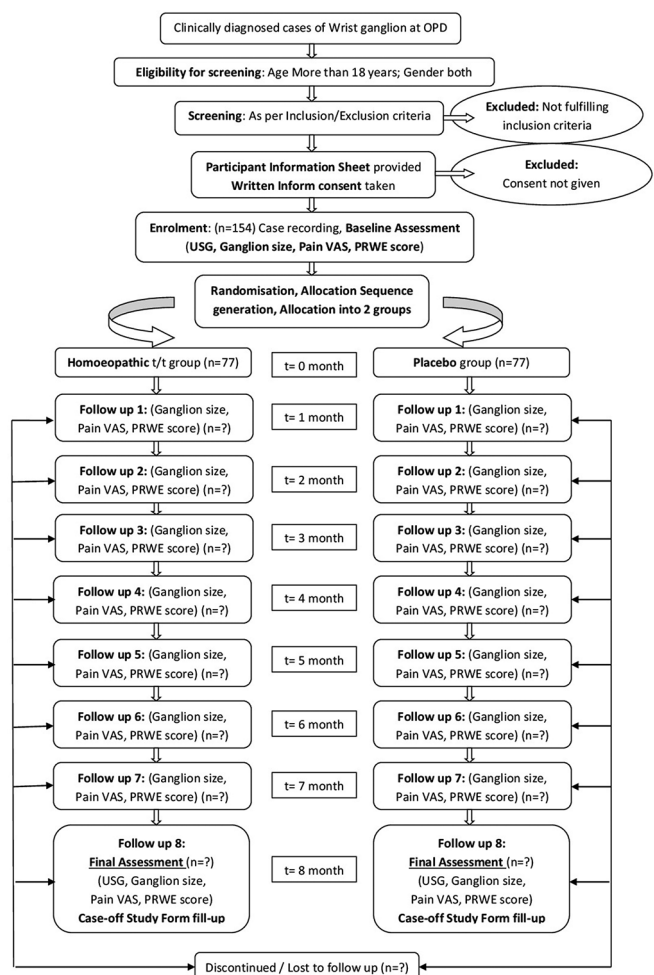 Clinically diagnosed cases of Wrist ganglion at OPD
Eligibility for screening: Age More than 18 years; Gender both
Screening: As per Inclusion/Exclusion criteria
Excluded: Not fulfilling
inclusion criteria
Participant Information Sheet provided
Written Inform consent taken
Excluded:
Consent not given
Enrolment: (n=154) Case recording, Baseline Assessment
(USG, Ganglion size, Pain VAS, PRWE score)
Randomisation, Allocation Sequence
generation, Allocation into 2 groups
Homoeopathic t/t group (n=77)
t= 0 month
Placebo group (n=77)
Follow up 1: (Ganglion size,
Pain VAS, PRWE score) (n=?)
t= 1 month
Follow up 1: (Ganglion size,
Pain VAS, PRWE score) (n=?)
Follow up 2: (Ganglion size,
Pain VAS, PRWE score) (n=?)
t= 2 month
Follow up 2: (Ganglion size,
Pain VAS, PRWE score) (n=?)
Follow up 3: (Ganglion size,
Pain VAS, PRWE score) (n=?)
t= 3 month
Follow up 3: (Ganglion size,
Pain VAS, PRWE score) (n=?)
Follow up 4: (Ganglion size,
Pain VAS, PRWE score) (n=?)
t= 4 month
Follow up 4: (Ganglion size,
Pain VAS, PRWE score) (n=?)
Follow up 5: (Ganglion size,
Pain VAS, PRWE score) (n=?)
t= 5 month
Follow up 5: (Ganglion size,
Pain VAS, PRWE score) (n=?)
Follow up 6: (Ganglion size,
Pain VAS, PRWE score) (n=?)
t= 6 month
Follow up 6: (Ganglion size,
Pain VAS, PRWE score) (n=?)
Follow up 7: (Ganglion size,
Pain VAS, PRWE score) (n=?)
t= 7 month
Follow up 7: (Ganglion size,
Pain VAS, PRWE score) (n=?)
Follow up 8:
Final Assessment (n=?)
(USG, Ganglion size,
Pain VAS, PRWE score)
Case-off Study Form fill-up
t= 8 month
Follow up 8:
Final Assessment (n=?)
(USG, Ganglion size,
Pain VAS, PRWE score)
Case-off Study Form fill-up
Discontinued / Lost to follow up (n=?)